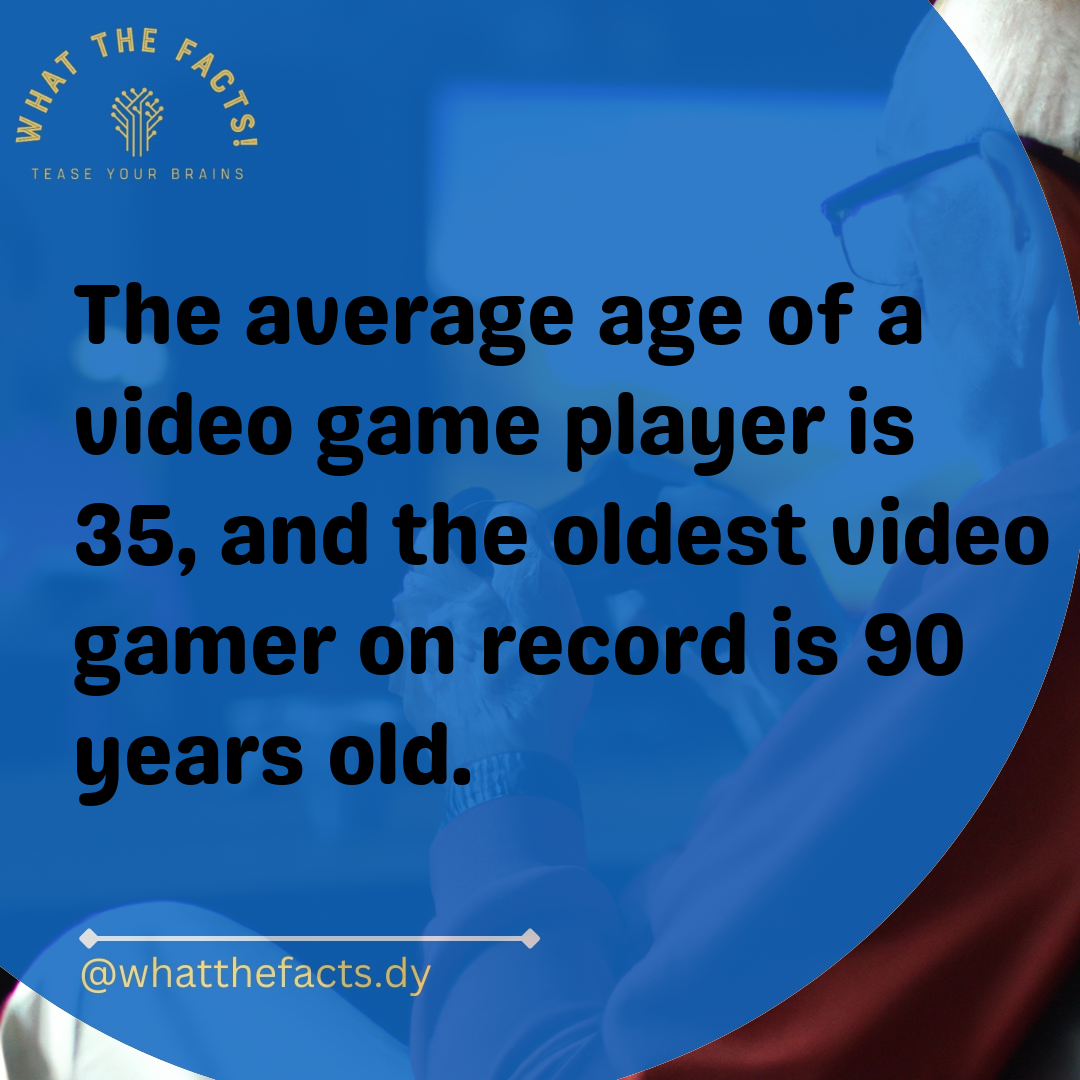 WHAT THE FACTS!
TEASE YOUR BRAINS
The average age of a
video game player is
35, and the oldest video
gamer on record is 90
years old.
@whatthefacts.dy